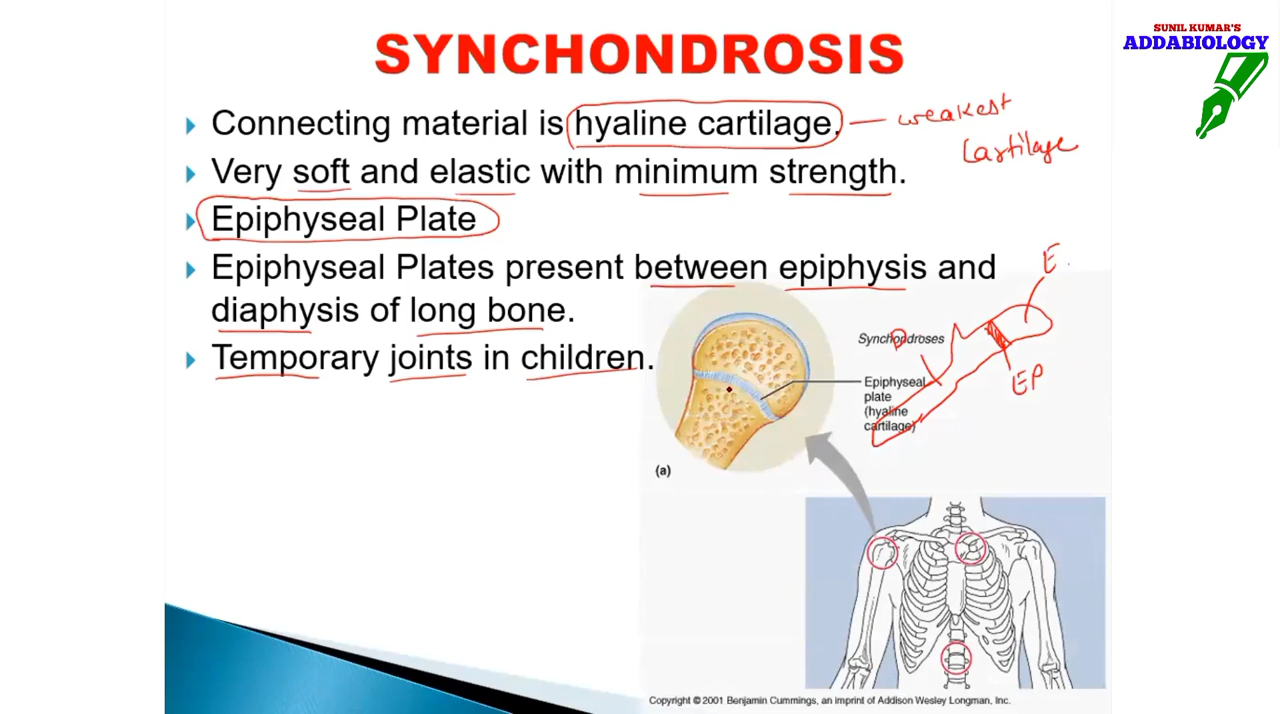 SUNIL KUMAR'S
ADDABIOLOGY
SYNCHONDROSIS
Connecting material is hyaline cartilage. — weakest
cartilage
Very soft and elastic with minimum strength.
Epiphyseal Plate
Epiphyseal Plates present between epiphysis and
diaphysis of long bone.
Temporary joints in children.
E
D
EP
Synchondroses
Epiphyseal
plate
(hyaline
cartilage)
(a)
Copyright © 2001 Benjamin Cummings, an imprint of Addison Wesley Longman, Inc.